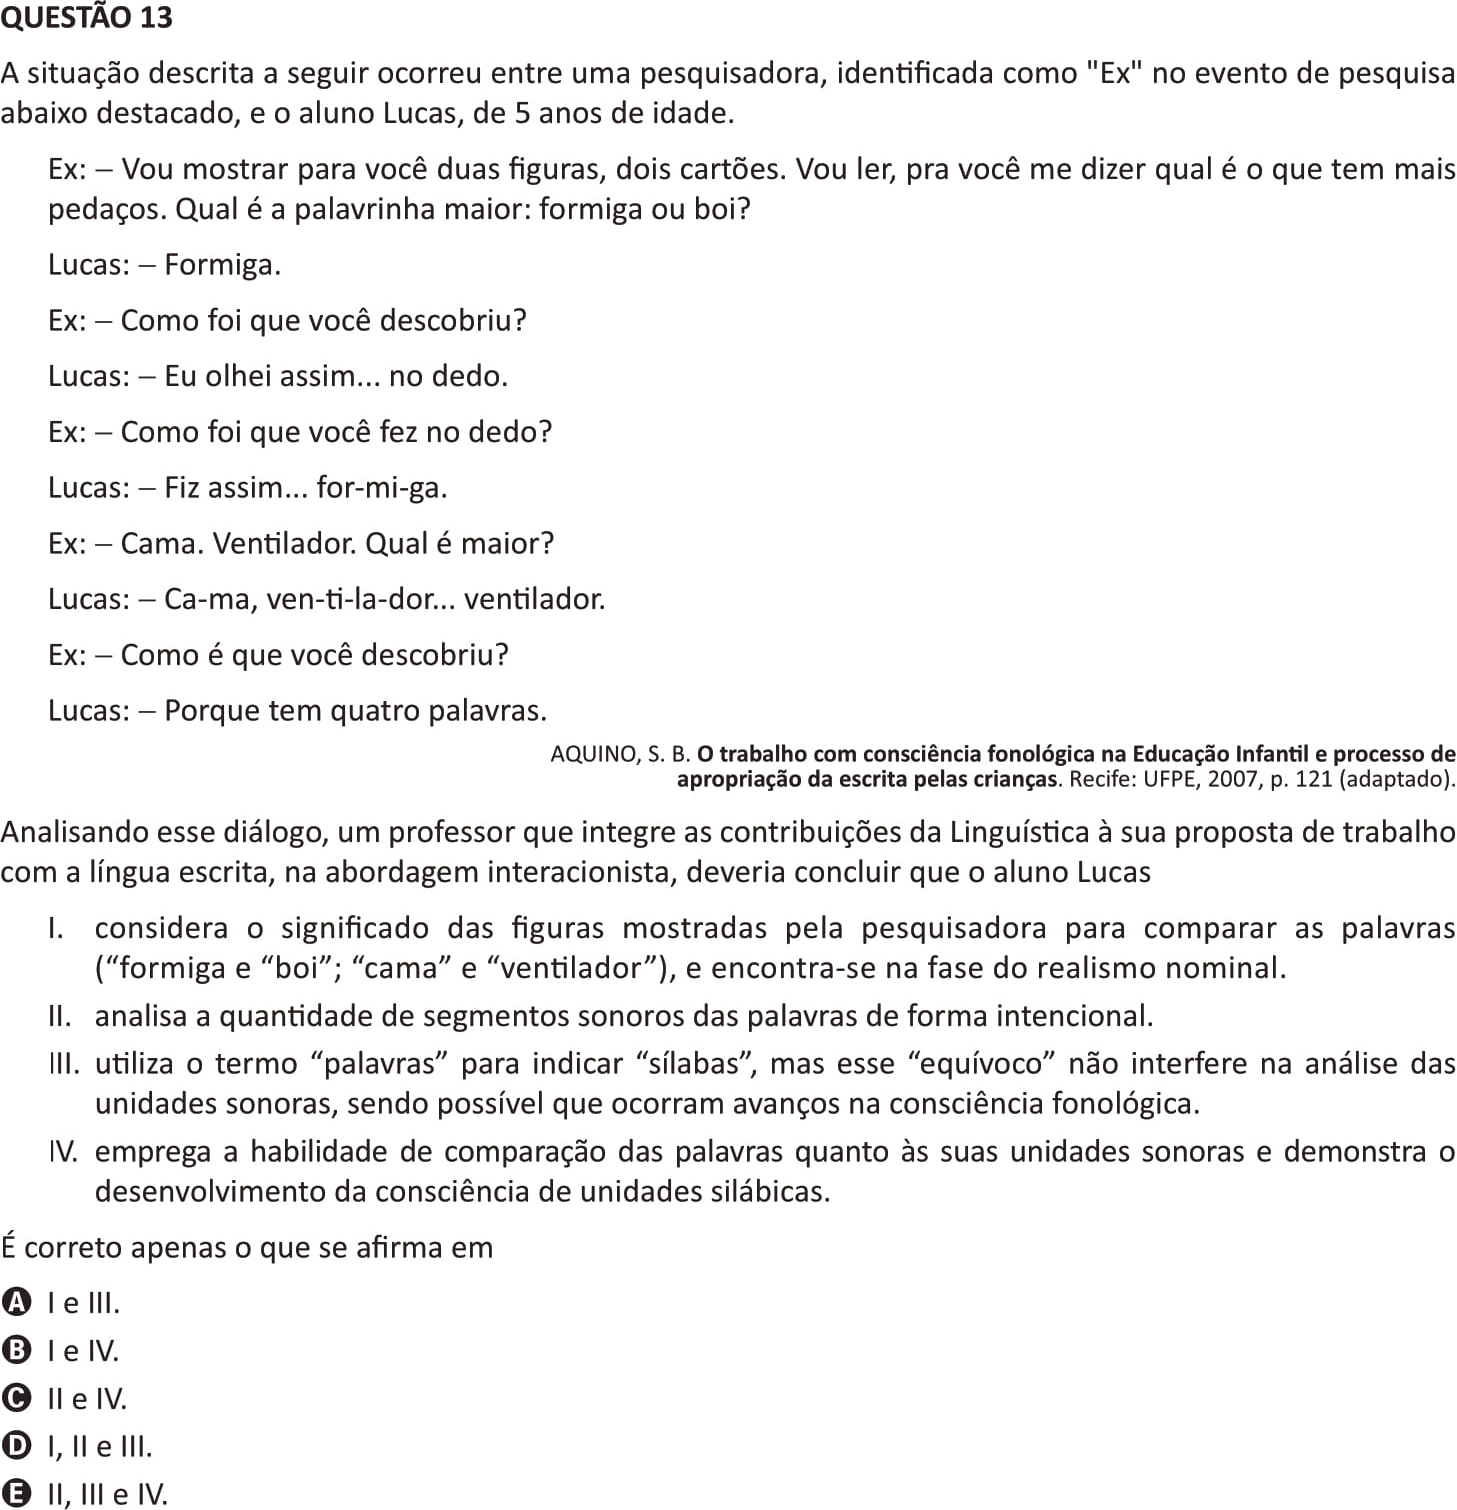 QUESTÃO 13
A situação descrita a seguir ocorreu entre uma pesquisadora, identificada como "Ex" no evento de pesquisa
abaixo destacado, e o aluno Lucas, de 5 anos de idade.
Ex: – Vou mostrar para você duas figuras, dois cartões. Vou ler, pra você me dizer qual é o que tem mais
pedaços. Qual é a palavrinha maior: formiga ou boi?
Lucas: – Formiga.
Ex: – Como foi que você descobriu?
Lucas: – Eu olhei assim... no dedo.
Ex: – Como foi que você fez no dedo?
Lucas: – Fiz assim... for-mi-ga.
Ex: – Cama. Ventilador. Qual é maior?
Lucas: – Ca-ma, ven-ti-la-dor... ventilador.
Ex: – Como é que você descobriu?
Lucas: – Porque tem quatro palavras.
AQUINO, S. B. O trabalho com consciência fonológica na Educação Infantil e processo de
apropriação da escrita pelas crianças. Recife: UFPE, 2007, p. 121 (adaptado).
Analisando esse diálogo, um professor que integre as contribuições da Linguística à sua proposta de trabalho
com a língua escrita, na abordagem interacionista, deveria concluir que o aluno Lucas
I. considera o significado das figuras mostradas pela pesquisadora para comparar as palavras
(“formiga e “boi”; “cama” e “ventilador”), e encontra-se na fase do realismo nominal.
II. analisa a quantidade de segmentos sonoros das palavras de forma intencional.
III. utiliza o termo “palavras” para indicar “sílabas”, mas esse “equívoco” não interfere na análise das
unidades sonoras, sendo possível que ocorram avanços na consciência fonológica.
IV. emprega a habilidade de comparação das palavras quanto às suas unidades sonoras e demonstra o
desenvolvimento da consciência de unidades silábicas.
É correto apenas o que se afirma em
A I e III.
B I e IV.
C II e IV.
D I, II e III.
E II, III e IV.